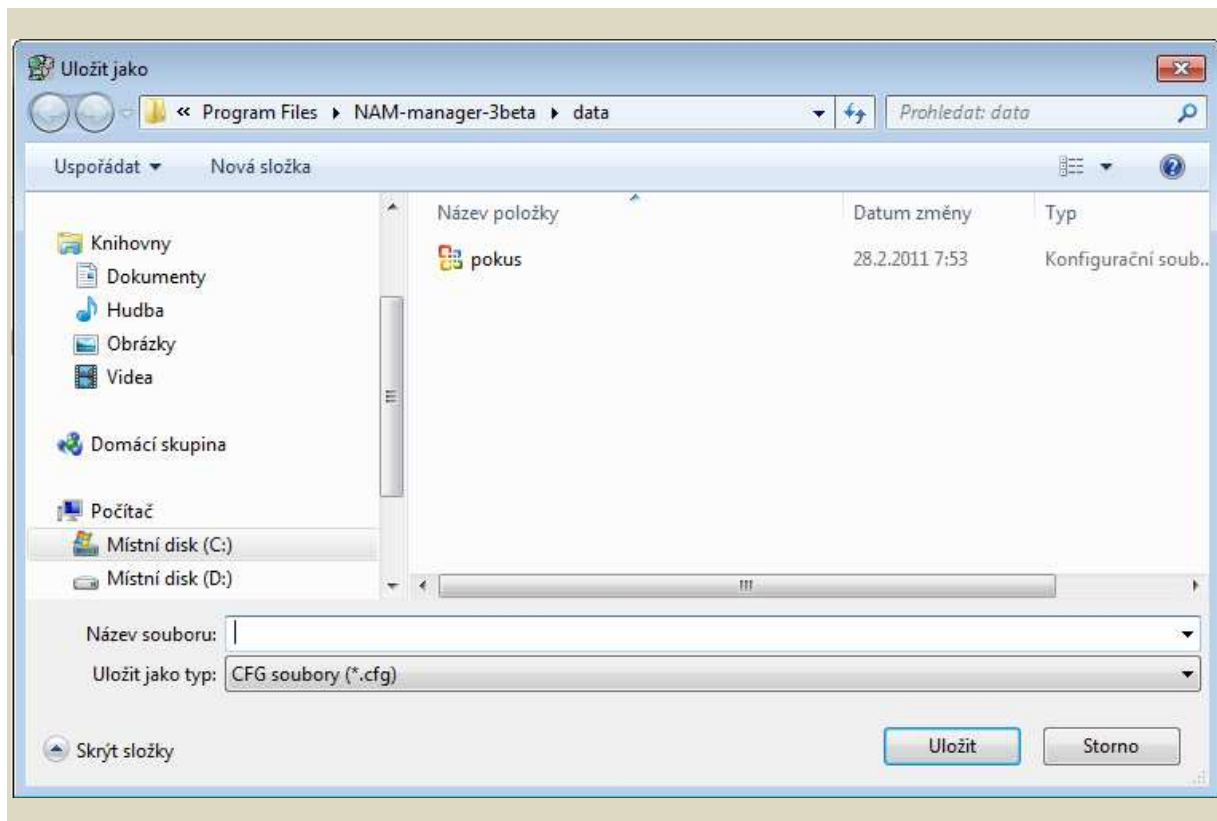 Uložit jako
« Program Files ▸ NAM-manager-3beta ▸ data
Prohledat: data
Uspořádat
Nová složka
Název položky Datum změny Typ
pokus 28.2.2011 7:53 Konfigurační soub..
Knihovny
Dokumenty
Hudba
Obrázky
Videa
Domácí skupina
Počítač
Místní disk (C:)
Místní disk (D:)
Název souboru:
Uložit jako typ: CFG soubory (*.cfg)
Skrýt složky
Uložit
Storno